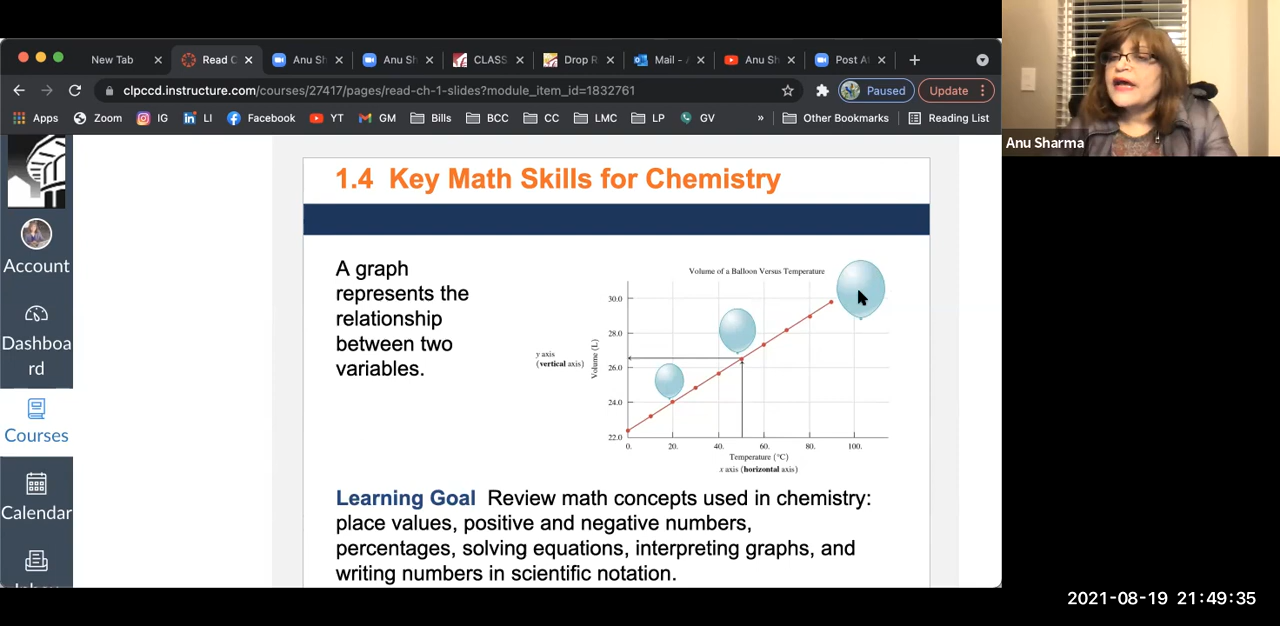 New Tab
Read C
Anu Sh
Anu Sh
CLASS
Drop R
Mail - 
Anu Sh
Post A
clpccd.instructure.com/courses/27417/pages/read-ch-1-slides?module_item_id=1832761
Paused
Update
Apps
Zoom
IG
LI
Facebook
YT
GM
Bills
BCC
CC
LMC
LP
GV
»
Other Bookmarks
Reading List
Anu Sharma
Account
Dashboa
rd
Courses
Calendar
1.4 Key Math Skills for Chemistry
A graph
represents the
relationship
between two
variables.
Volume of a Balloon Versus Temperature
y axis
(vertical axis)
Volume (L)
30.0
28.0
26.0
24.0
22.0
0. 20. 40. 60. 80. 100.
Temperature (°C)
x axis (horizontal axis)
Learning Goal Review math concepts used in chemistry:
place values, positive and negative numbers,
percentages, solving equations, interpreting graphs, and
writing numbers in scientific notation.
2021-08-19 21:49:35